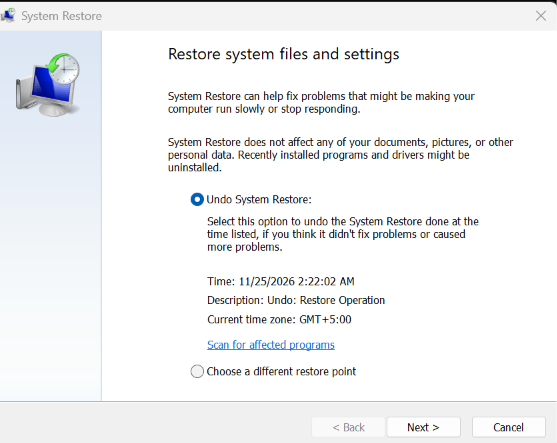 System Restore
Restore system files and settings
System Restore can help fix problems that might be making your
computer run slowly or stop responding.
System Restore does not affect any of your documents, pictures, or other
personal data. Recently installed programs and drivers might be
uninstalled.
Undo System Restore:
Select this option to undo the System Restore done at the
time listed, if you think it didn't fix problems or caused
more problems.
Time: 11/25/2026 2:22:02 AM
Description: Undo: Restore Operation
Current time zone: GMT+5:00
Scan for affected programs
Choose a different restore point
< Back Next > Cancel